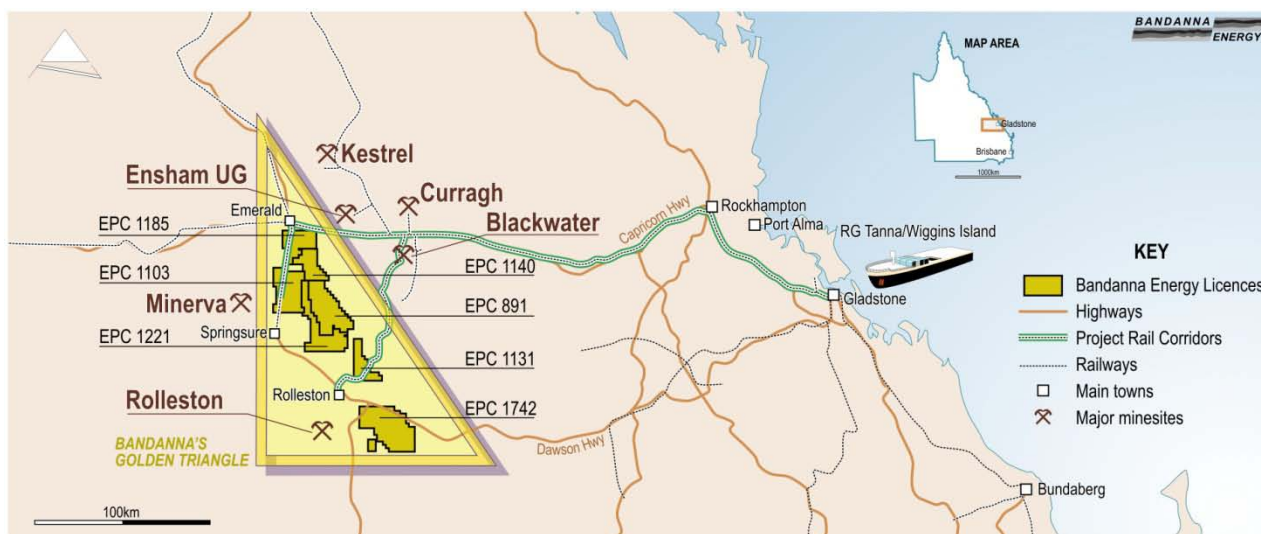 BANDANNA
ENERGY
MAP AREA
Gladstone
Brisbane
1000km
Kestrel
Ensham UG
Curragh
Blackwater
EPC 1185
Emerald
EPC 1103
EPC 1140
Minerva
EPC 891
Springsure
EPC 1221
EPC 1131
Rolleston
Rolleston
EPC 1742
BANDANNA'S
GOLDEN TRIANGLE
100km
Capricorn Hwy
Rockhampton
Port Alma
RG Tanna/Wiggins Island
Gladstone
Dawson Hwy
Bundaberg
KEY
Bandanna Energy Licences
Highways
Project Rail Corridors
Railways
Main towns
Major minesites